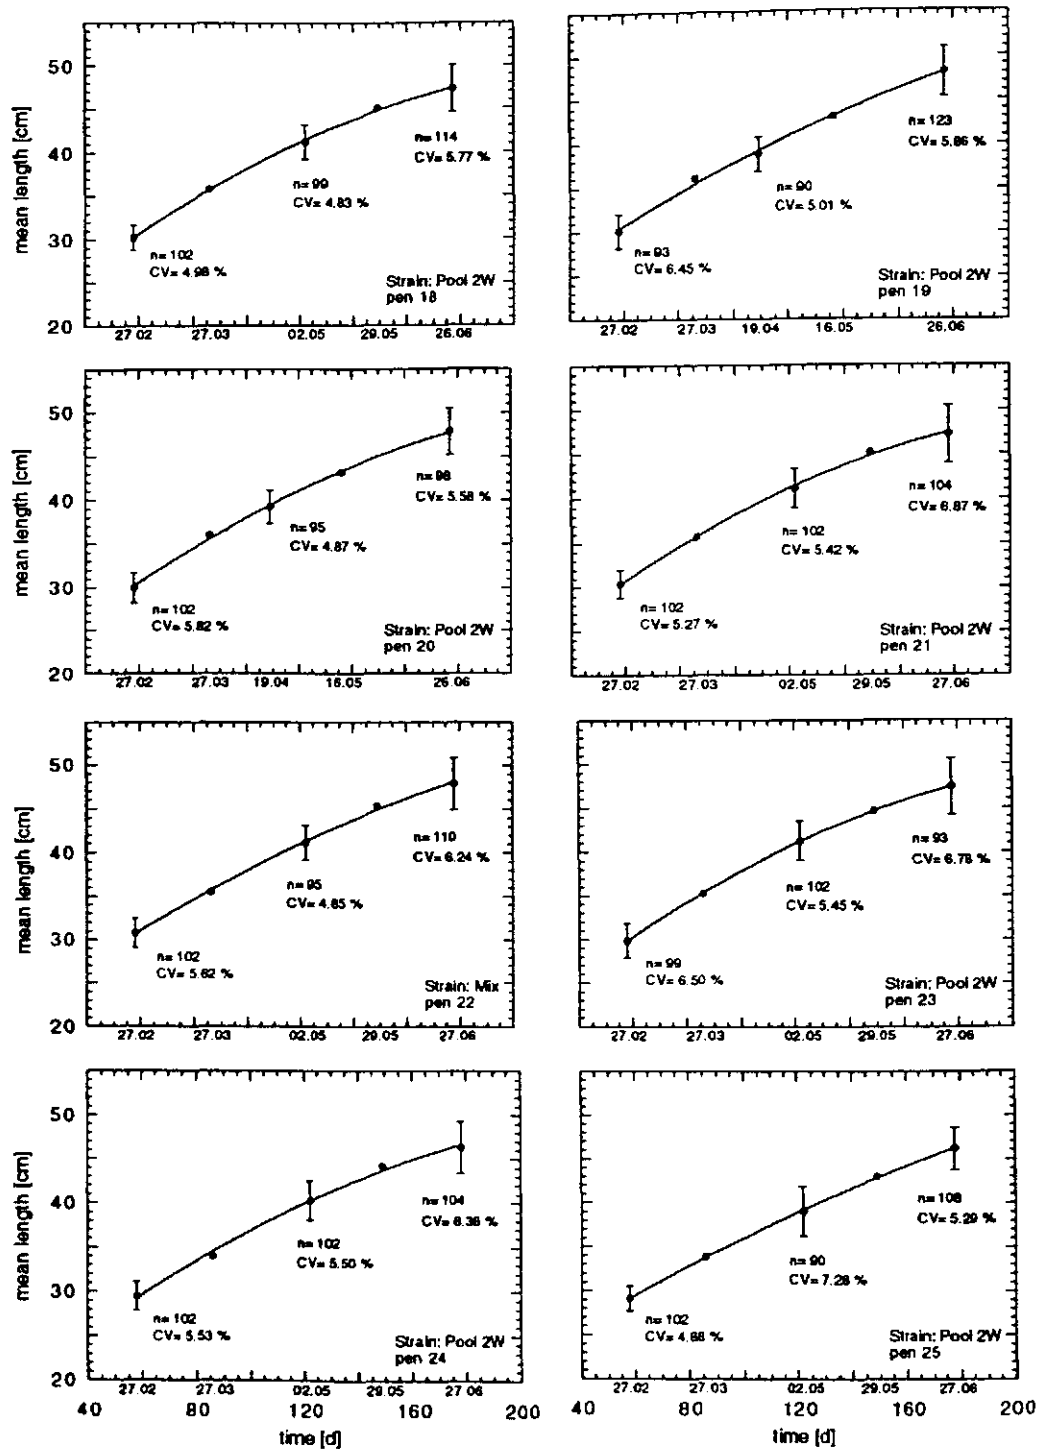 50
40
30
20
mean length [cm]
n= 102
CV= 4.98 %
n= 99
CV= 4.83 %
n= 114
CV= 5.77 %
Strain: Pool 2W
pen 18
27.02 27.03 02.05 29.05 26.06
n= 93
CV= 6.45 %
n= 90
CV= 5.01 %
n= 123
CV= 5.86 %
Strain: Pool 2W
pen 19
27.02 27.03 19.04 16.05 26.06
50
40
30
20
mean length [cm]
n= 102
CV= 5.82 %
n= 95
CV= 4.87 %
n= 98
CV= 5.58 %
Strain: Pool 2W
pen 20
27.02 27.03 19.04 16.05 26.06
n= 102
CV= 5.27 %
n= 102
CV= 5.42 %
n= 104
CV= 6.87 %
Strain: Pool 2W
pen 21
27.02 27.03 02.05 29.05 27.06
50
40
30
20
mean length [cm]
n= 102
CV= 5.62 %
n= 95
CV= 4.85 %
n= 110
CV= 6.24 %
Strain: Mix
pen 22
27.02 27.03 02.05 29.05 27.06
n= 99
CV= 6.50 %
n= 102
CV= 5.45 %
n= 93
CV= 6.78 %
Strain: Pool 2W
pen 23
27.02 27.03 02.05 29.05 27.06
50
40
30
20
mean length [cm]
n= 102
CV= 5.53 %
n= 102
CV= 5.50 %
n= 104
CV= 6.36 %
Strain: Pool 2W
pen 24
27.02 27.03 02.05 29.05 27.06
40 80 120 160 200
time [d]
n= 102
CV= 4.88 %
n= 90
CV= 7.28 %
n= 108
CV= 5.29 %
Strain: Pool 2W
pen 25
27.02 27.03 02.05 29.05 27.06
40 80 120 160 200
time [d]